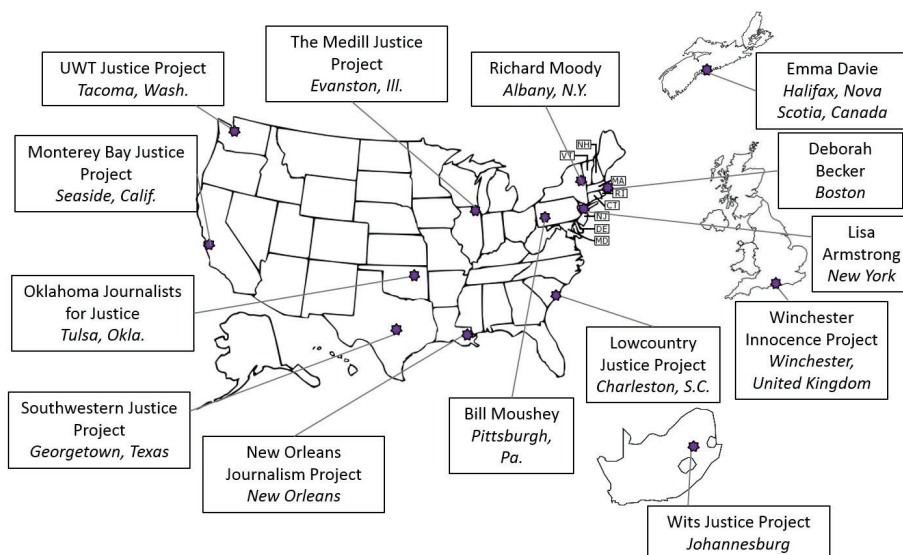 The Medill Justice
Project
Evanston, Ill.
UWT Justice Project
Tacoma, Wash.
Richard Moody
Albany, N.Y.
Emma Davie
Halifax, Nova
Scotia, Canada
Monterey Bay Justice
Project
Seaside, Calif.
NH
VT
MA
RI
CT
NJ
DE
MD
Deborah
Becker
Boston
Lisa
Armstrong
New York
Oklahoma Journalists
for Justice
Tulsa, Okla.
Winchester
Innocence Project
Winchester,
United Kingdom
Lowcountry
Justice Project
Charleston, S.C.
Southwestern Justice
Project
Georgetown, Texas
Bill Moushey
Pittsburgh,
Pa.
New Orleans
Journalism Project
New Orleans
Wits Justice Project
Johannesburg